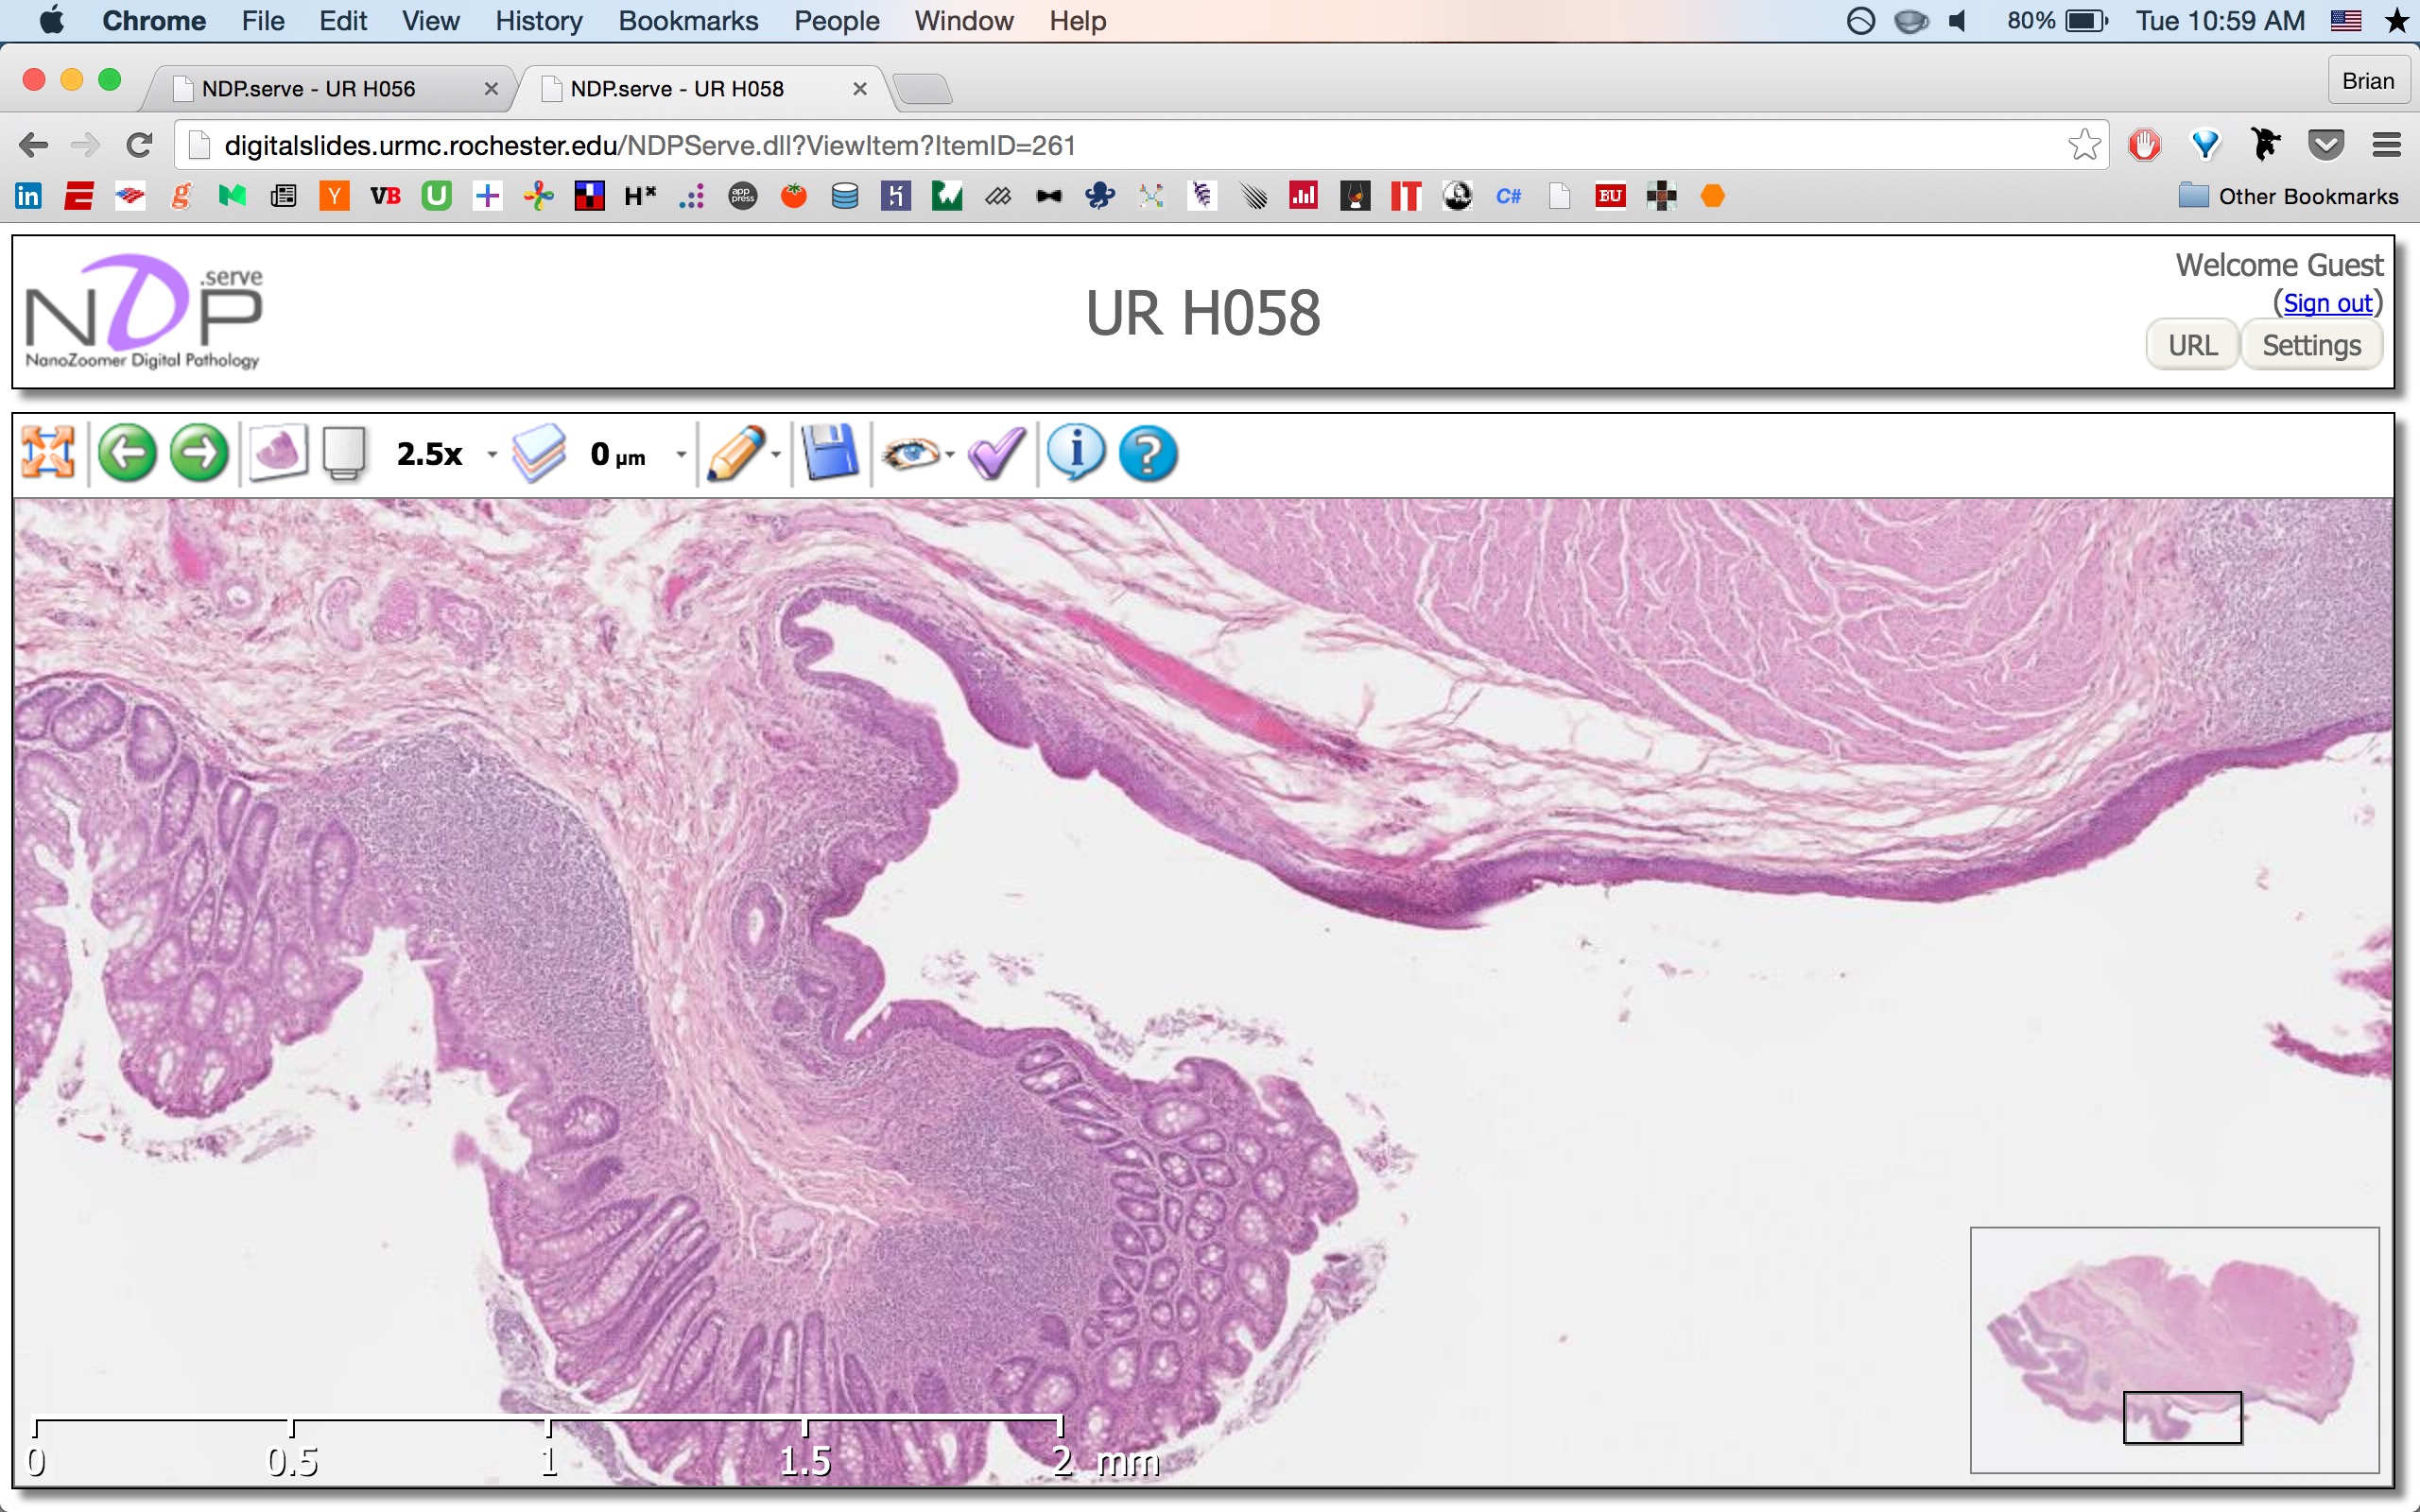 Chrome File Edit View History Bookmarks People Window Help 80% Tue 10:59 AM
NDP.serve - UR H056 NDP.serve - UR H058 Brian
digitalslides.urmc.rochester.edu/NDPServe.dll?ViewItem?ItemID=261
in g Y VB U H* app press IT C# BU Other Bookmarks
NDP .serve
NanoZoomer Digital Pathology
UR H058
Welcome Guest
(Sign out)
URL Settings
2.5x 0 µm
0 0.5 1 1.5 2 mm